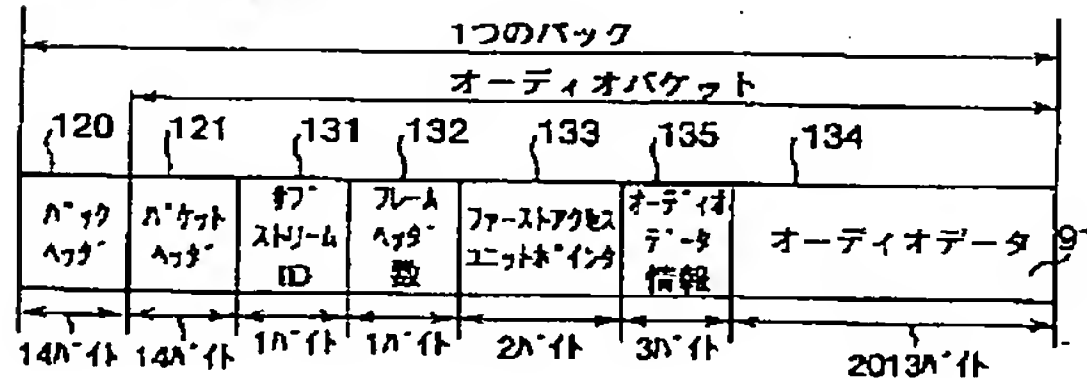 1つのパック
オーディオパケット
120 121 131 132 133 135 134
パック
ヘッダ
パケット
ヘッダ
サブ
ストリーム
ID
フレーム
ヘッダ
数
ファーストアクセス
ユニットポインタ
オーディオ
データ
情報
オーディオデータ
14バイト 14バイト 1バイト 1バイト 2バイト 3バイト 2013バイト